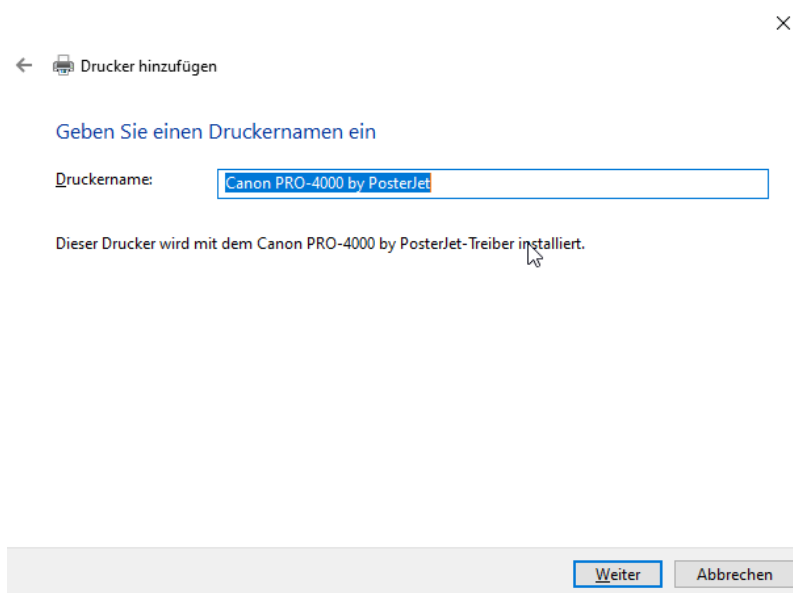 Drucker hinzufügen
Geben Sie einen Druckernamen ein
Druckername: Canon PRO-4000 by PosterJet
Dieser Drucker wird mit dem Canon PRO-4000 by PosterJet-Treiber installiert.
Weiter Abbrechen